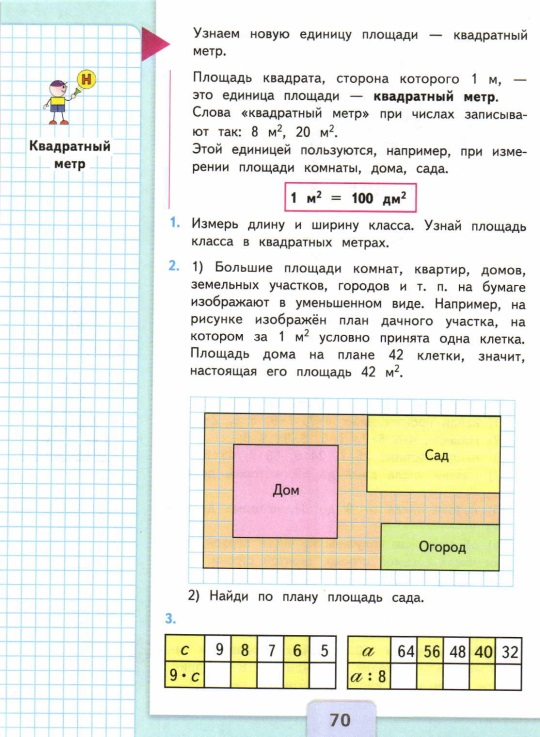 Узнаем новую единицу площади — квадратный
метр.
Площадь квадрата, сторона которого 1 м, —
это единица площади — квадратный метр.
Слова «квадратный метр» при числах записыва-
ют так: 8 м², 20 м².
Этой единицей пользуются, например, при изме-
рении площади комнаты, дома, сада.
Н
Квадратный
метр
1 м² = 100 дм²
1. Измерь длину и ширину класса. Узнай площадь
класса в квадратных метрах.
2. 1) Большие площади комнат, квартир, домов,
земельных участков, городов и т. п. на бумаге
изображают в уменьшенном виде. Например, на
рисунке изображён план дачного участка, на
котором за 1 м² условно принята одна клетка.
Площадь дома на плане 42 клетки, значит,
настоящая его площадь 42 м².
Сад
Дом
Огород
2) Найди по плану площадь сада.
3.
c 9 8 7 6 5
9 · c
a 64 56 48 40 32
a : 8
70